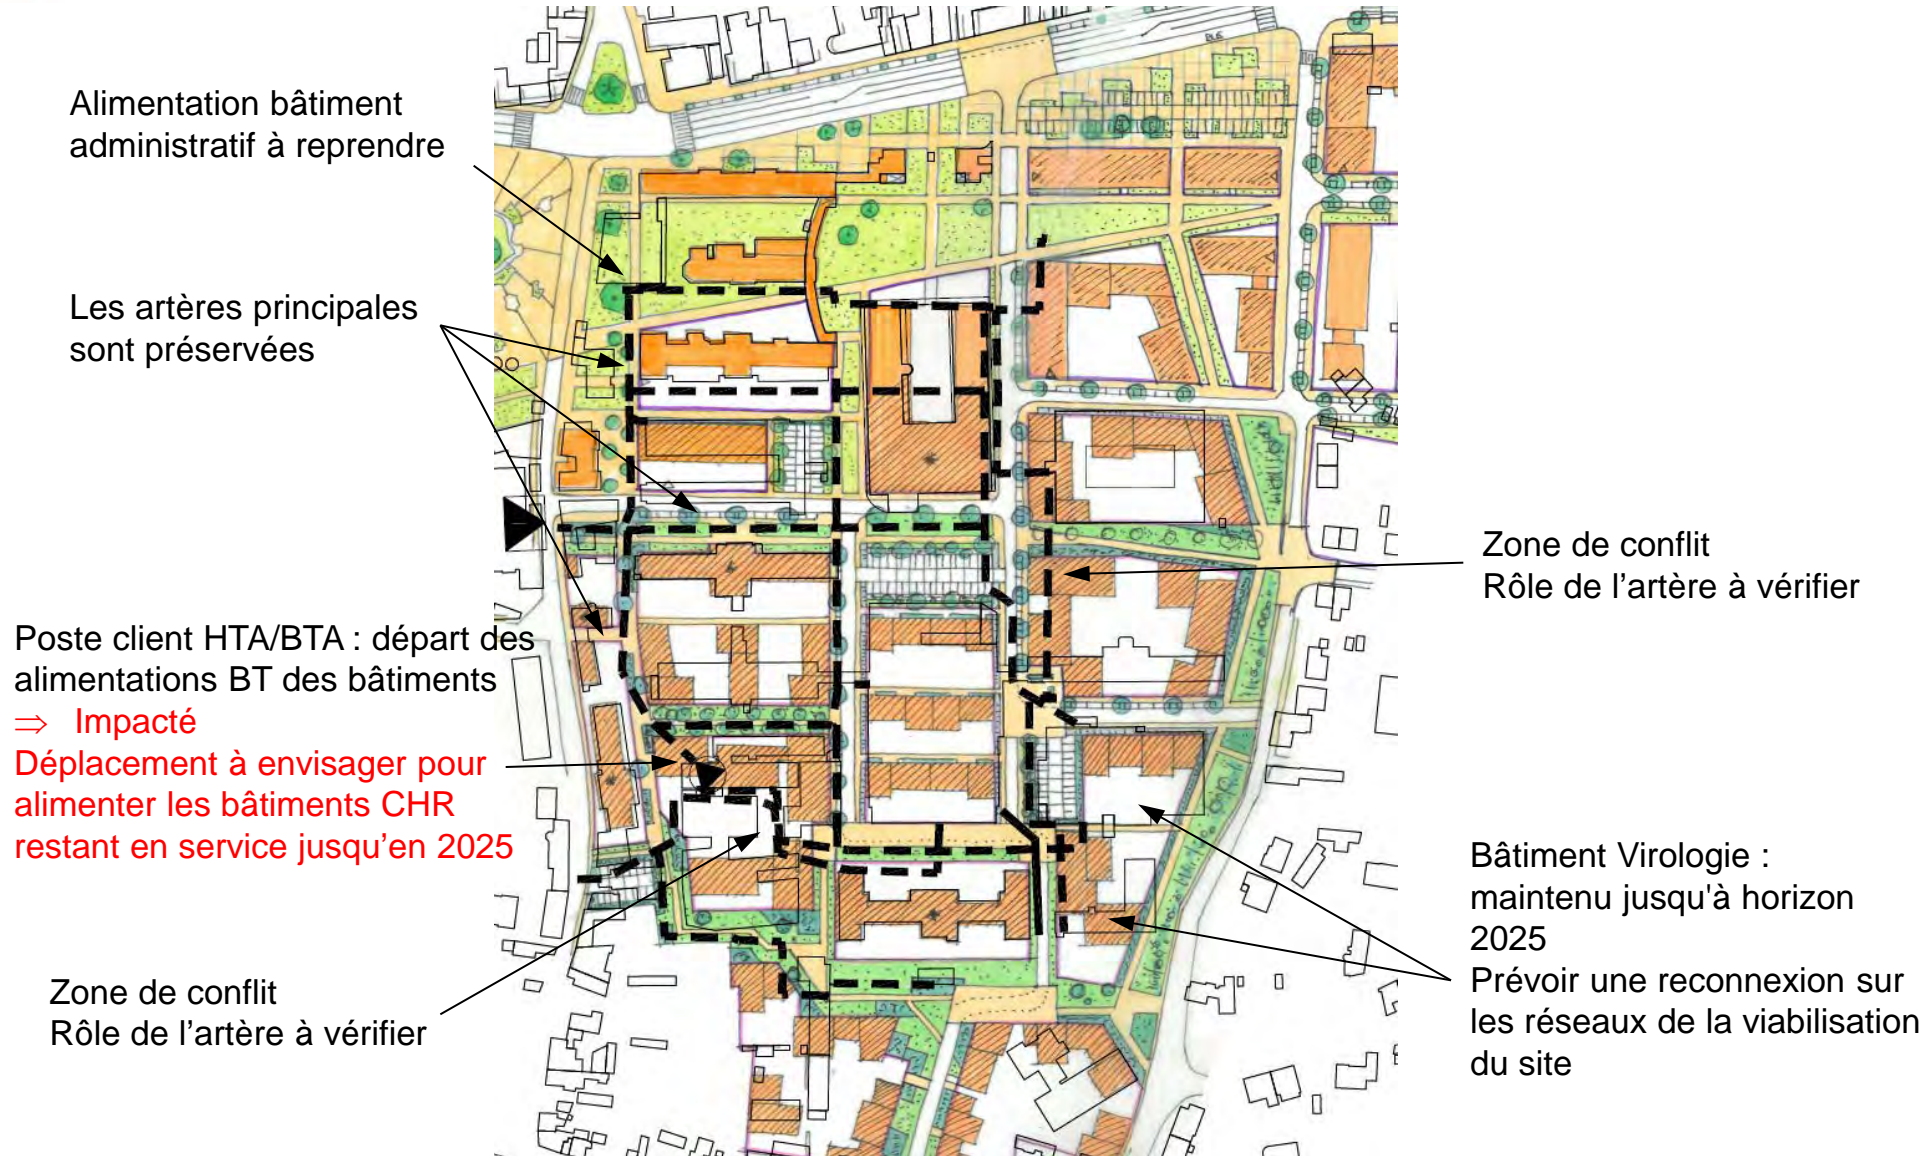 Alimentation bâtiment
administratif à reprendre
Les artères principales
sont préservées
Poste client HTA/BTA : départ des
alimentations BT des bâtiments
⇒ Impacté
Déplacement à envisager pour
alimenter les bâtiments CHR
restant en service jusqu'en 2025
Zone de conflit
Rôle de l'artère à vérifier
Zone de conflit
Rôle de l'artère à vérifier
Bâtiment Virologie :
maintenu jusqu'à horizon
2025
Prévoir une reconnexion sur
les réseaux de la viabilisation
du site